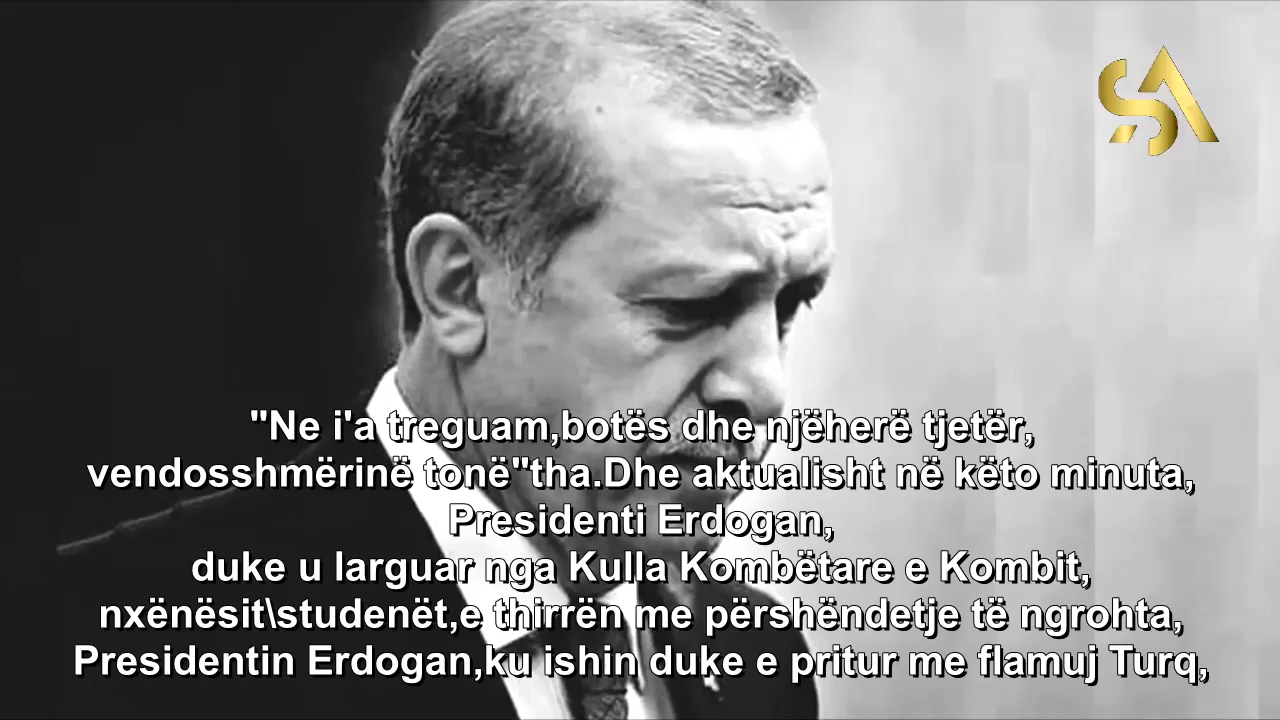 SA
"Ne i'a treguam,botës dhe njëherë tjetër,
vendosshmërinë tonë"tha.Dhe aktualisht në këto minuta,
Presidenti Erdogan,
duke u larguar nga Kulla Kombëtare e Kombit,
nxënësit\studenët,e thirrën me përshëndetje të ngrohta,
Presidentin Erdogan,ku ishin duke e pritur me flamuj Turq,